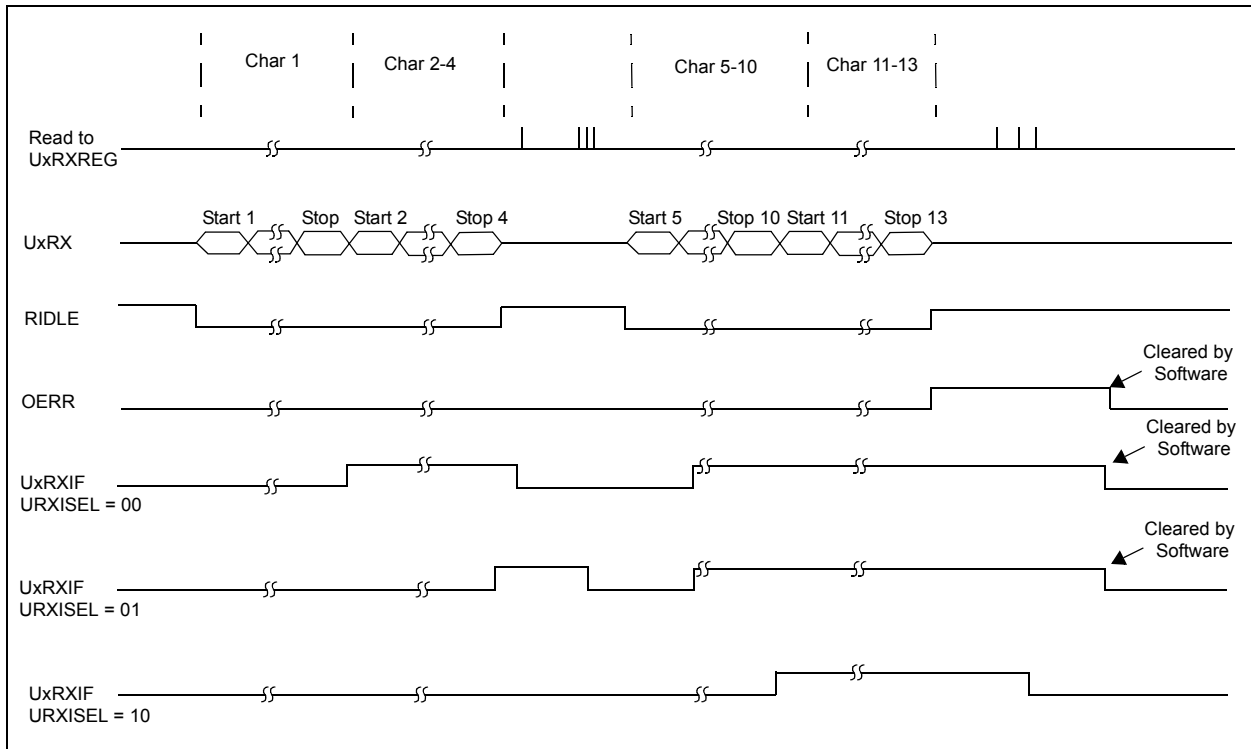 Char 1
Char 2-4
Char 5-10
Char 11-13
Read to
UxRXREG
Start 1
Stop
Start 2
Stop 4
Start 5
Stop 10
Start 11
Stop 13
UxRX
RIDLE
Cleared by
Software
OERR
Cleared by
Software
UxRXIF
URXISEL = 00
Cleared by
Software
UxRXIF
URXISEL = 01
UxRXIF
URXISEL = 10